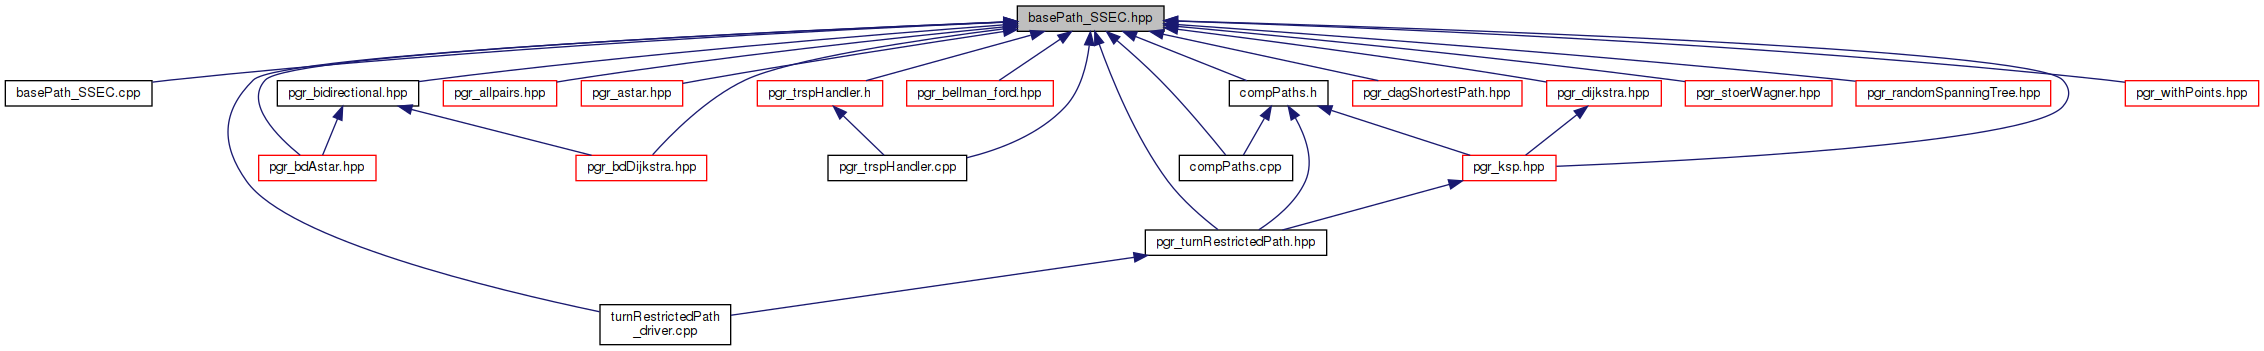 basePath_SSEC.hpp
basePath_SSEC.cpp
pgr_bidirectional.hpp
pgr_allpairs.hpp
pgr_astar.hpp
pgr_trspHandler.h
pgr_bellman_ford.hpp
compPaths.h
pgr_dagShortestPath.hpp
pgr_dijkstra.hpp
pgr_stoerWagner.hpp
pgr_randomSpanningTree.hpp
pgr_withPoints.hpp
pgr_bdAstar.hpp
pgr_bdDijkstra.hpp
pgr_trspHandler.cpp
compPaths.cpp
pgr_ksp.hpp
pgr_turnRestrictedPath.hpp
turnRestrictedPath
_driver.cpp